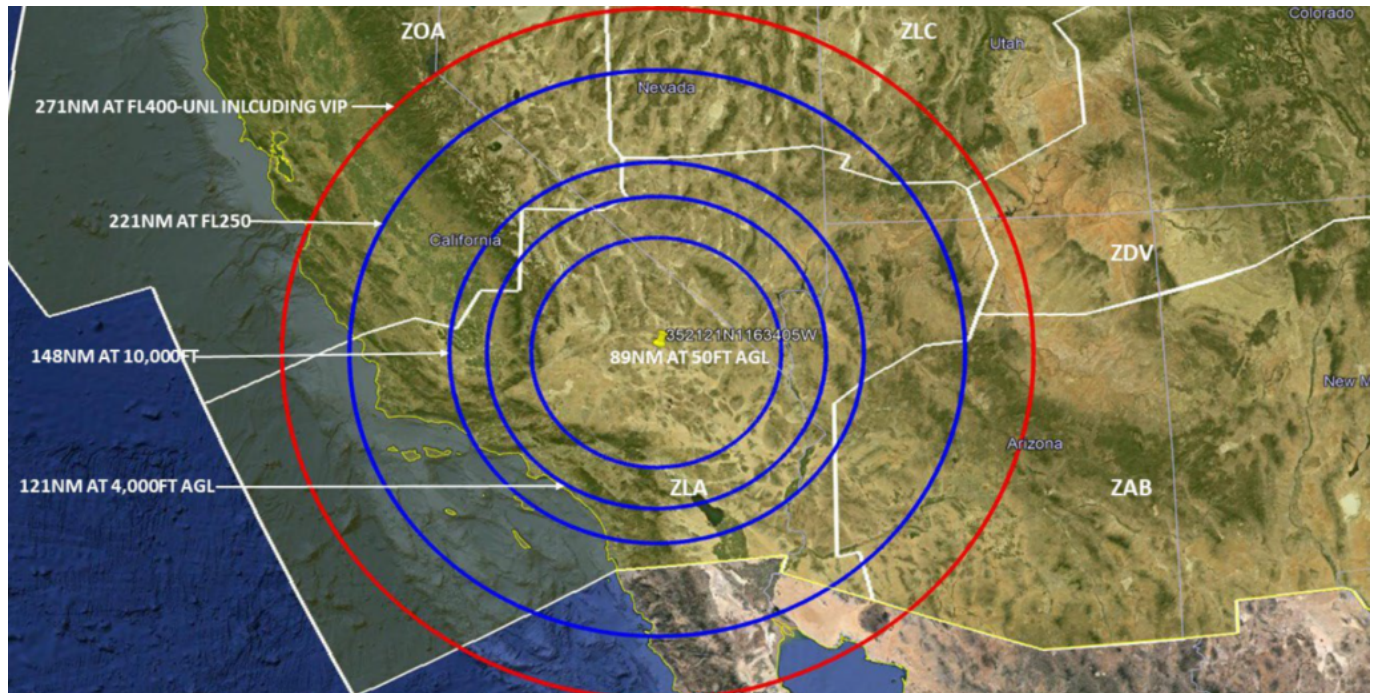 Colorado
ZOA
ZLC
Utah
Nevada
271NM AT FL400-UNL INLCUDING VIP
221NM AT FL250
California
ZDV
352121N1163405W
148NM AT 10,000FT
89NM AT 50FT AGL
New M
Arizona
121NM AT 4,000FT AGL
ZLA
ZAB